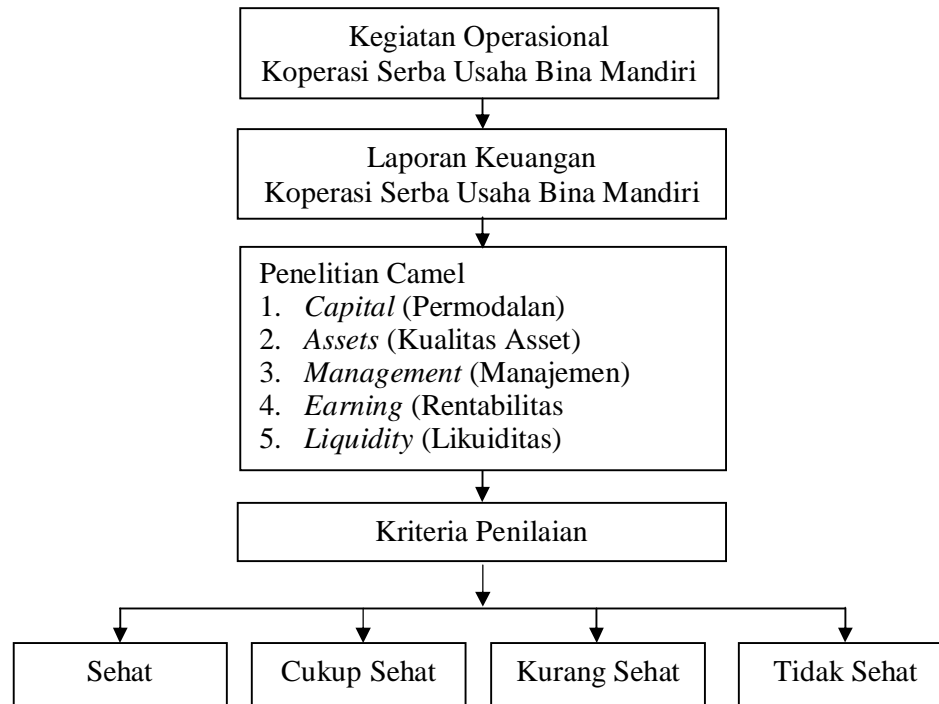 Kegiatan Operasional
Koperasi Serba Usaha Bina Mandiri
Laporan Keuangan
Koperasi Serba Usaha Bina Mandiri
Penelitian Camel
1. Capital (Permodalan)
2. Assets (Kualitas Asset)
3. Management (Manajemen)
4. Earning (Rentabilitas
5. Liquidity (Likuiditas)
Kriteria Penilaian
Sehat
Cukup Sehat
Kurang Sehat
Tidak Sehat